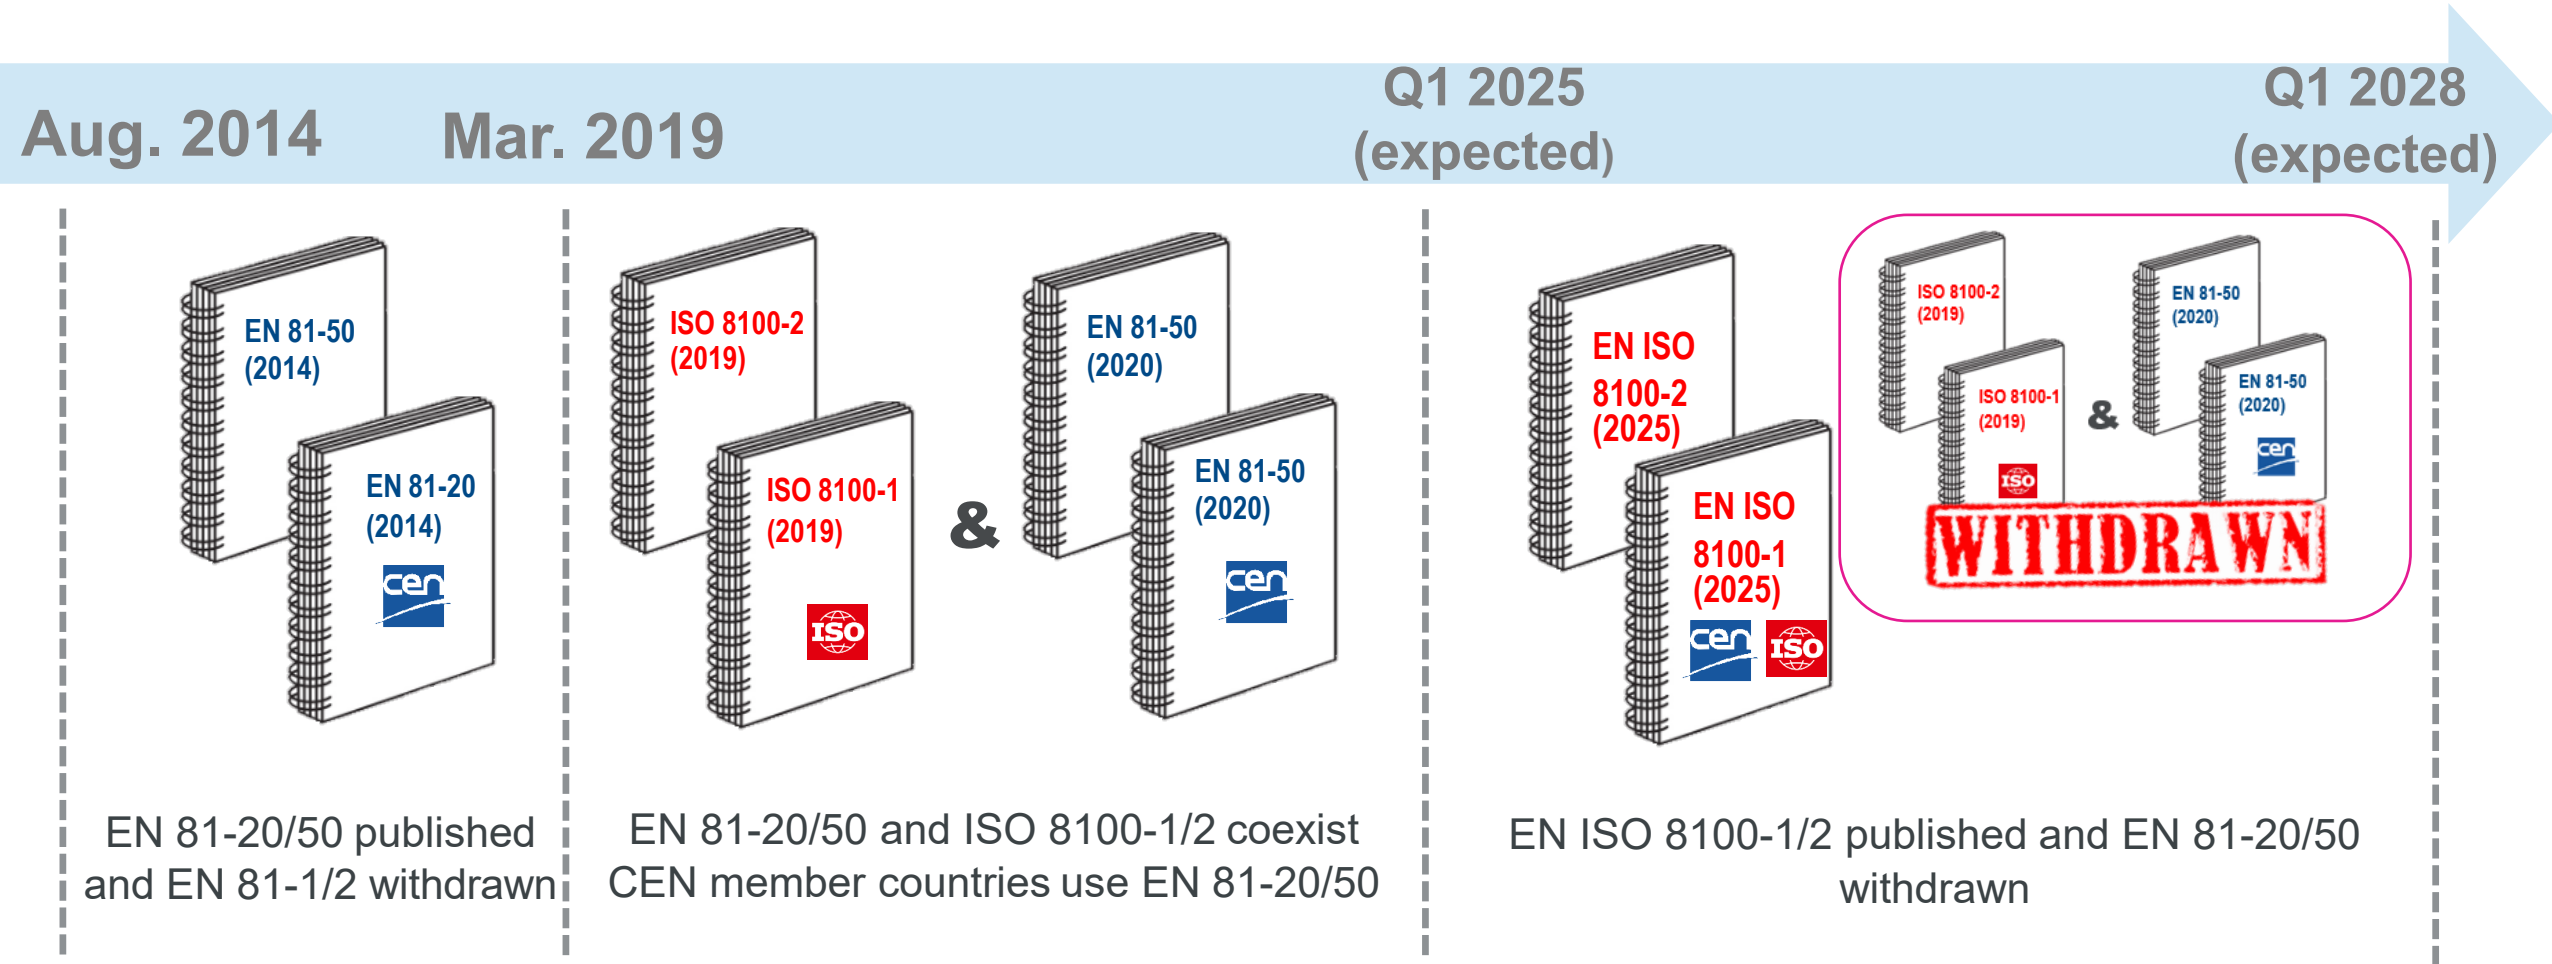 Aug. 2014
Mar. 2019
Q1 2025
(expected)
Q1 2028
(expected)
EN 81-50
(2014)
EN 81-20
(2014)
cen
ISO 8100-2
(2019)
ISO 8100-1
(2019)
ISO
&
EN 81-50
(2020)
EN 81-50
(2020)
cen
EN ISO
8100-2
(2025)
EN ISO
8100-1
(2025)
cen
ISO
ISO 8100-2
(2019)
ISO 8100-1
(2019)
ISO
&
EN 81-50
(2020)
EN 81-50
(2020)
cen
WITHDRAWN
EN 81-20/50 published
and EN 81-1/2 withdrawn
EN 81-20/50 and ISO 8100-1/2 coexist
CEN member countries use EN 81-20/50
EN ISO 8100-1/2 published and EN 81-20/50
withdrawn